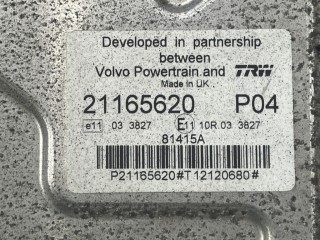 Developed in partnership
between
Volvo Powertrain and TRW
Made in UK
21165620 P04
e11 03 3827 E11 10R 03 3827
81415A
P21165620#T12120680#